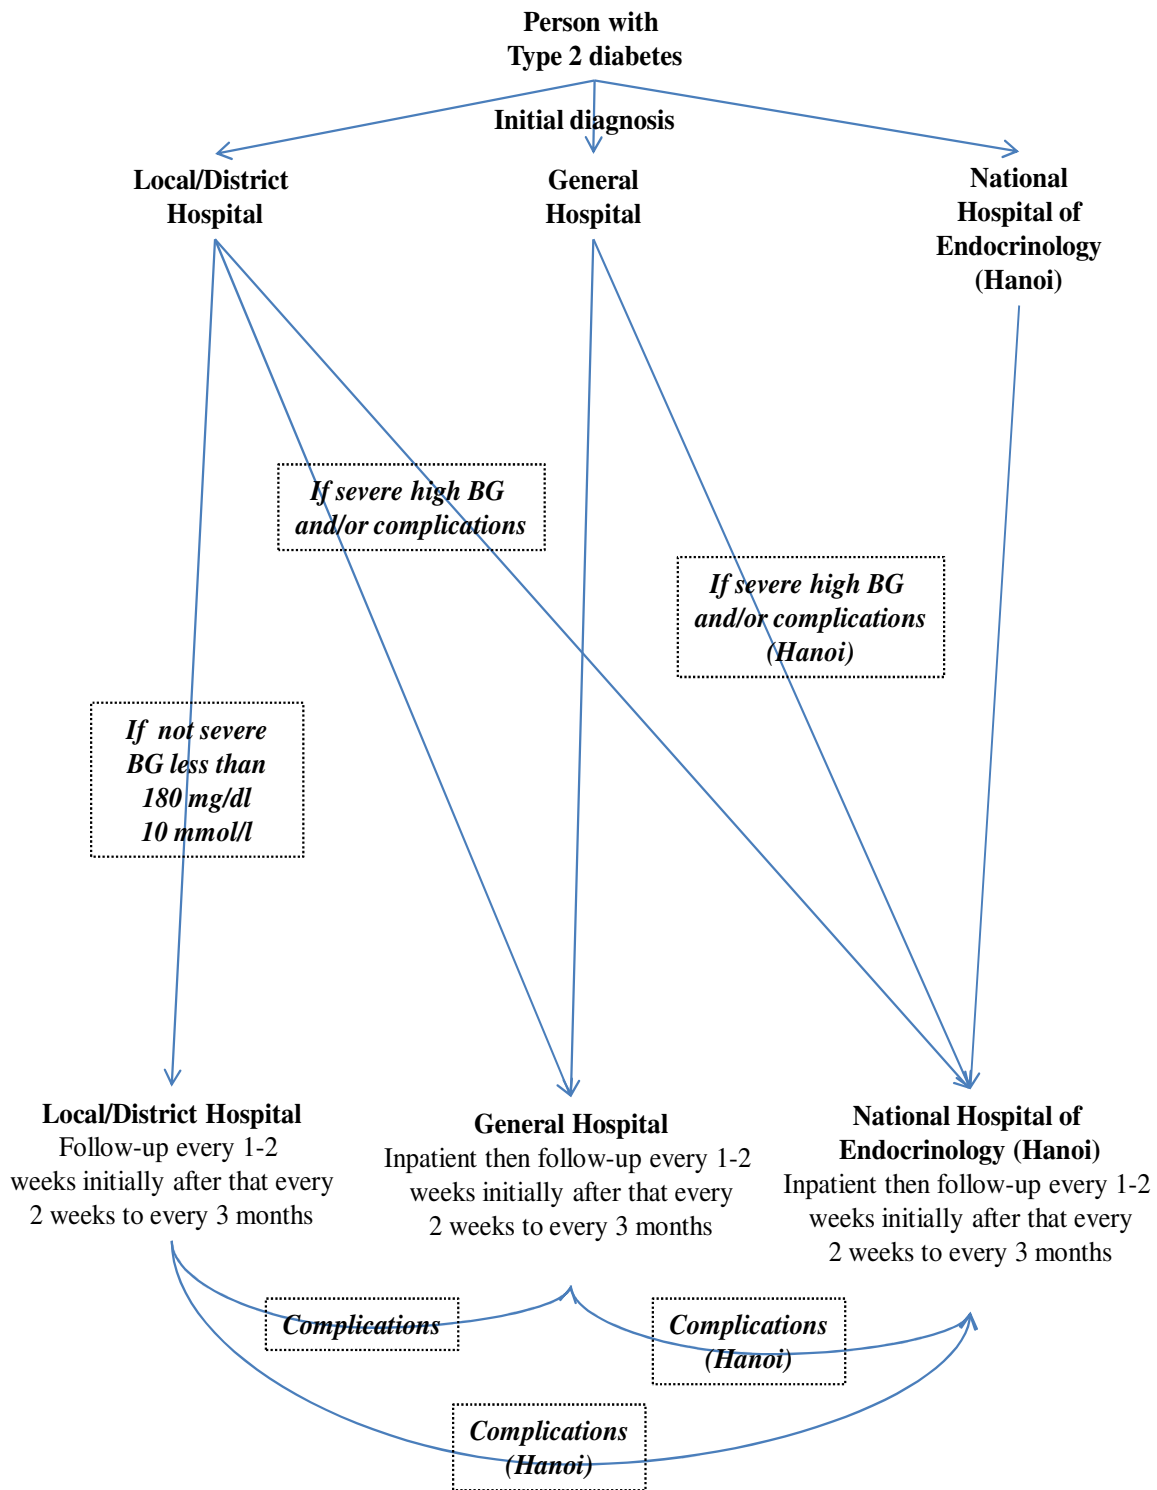 Person with
Type 2 diabetes
Initial diagnosis
Local/District
Hospital
General
Hospital
National
Hospital of
Endocrinology
(Hanoi)
If severe high BG
and/or complications
If severe high BG
and/or complications
(Hanoi)
If not severe
BG less than
180 mg/dl
10 mmol/l
Local/District Hospital
Follow-up every 1-2
weeks initially after that every
2 weeks to every 3 months
General Hospital
Inpatient then follow-up every 1-2
weeks initially after that every
2 weeks to every 3 months
National Hospital of
Endocrinology (Hanoi)
Inpatient then follow-up every 1-2
weeks initially after that every
2 weeks to every 3 months
Complications
Complications
(Hanoi)
Complications
(Hanoi)